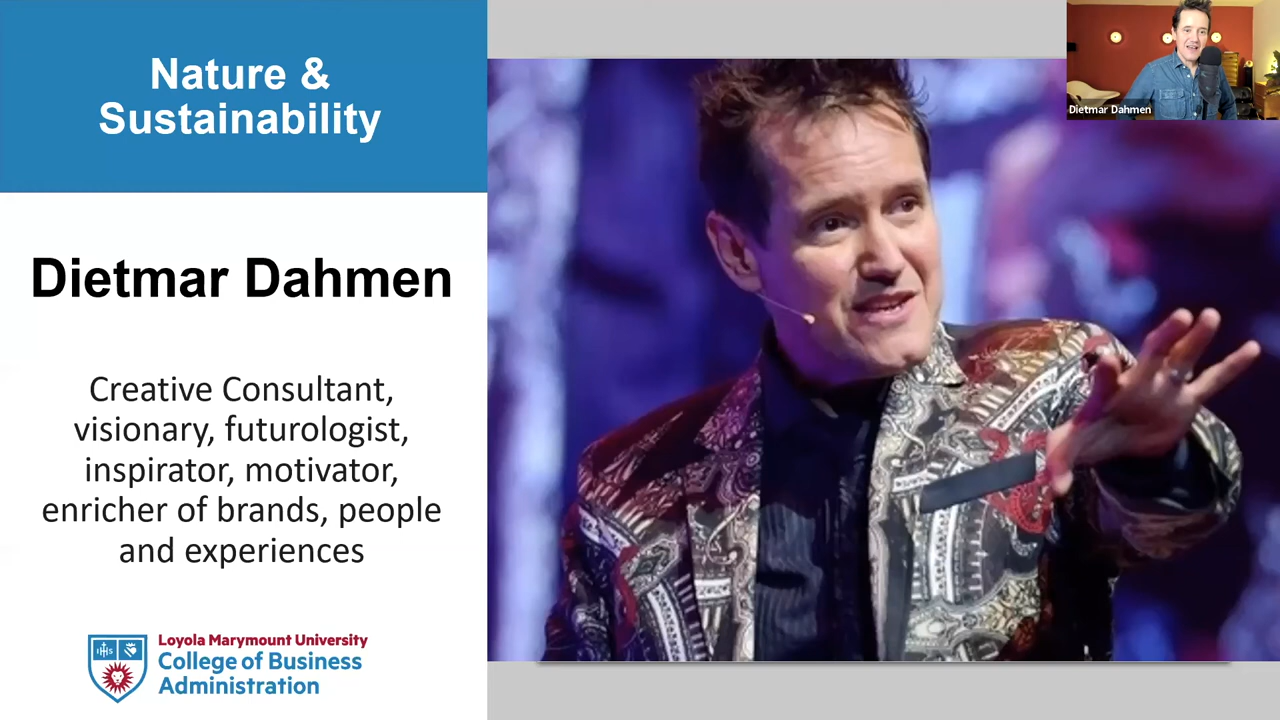 Nature &
Sustainability
Dietmar Dahmen
Creative Consultant,
visionary, futurologist,
inspirator, motivator,
enricher of brands, people
and experiences
IHS
Loyola Marymount University
College of Business
Administration
Dietmar Dahmen